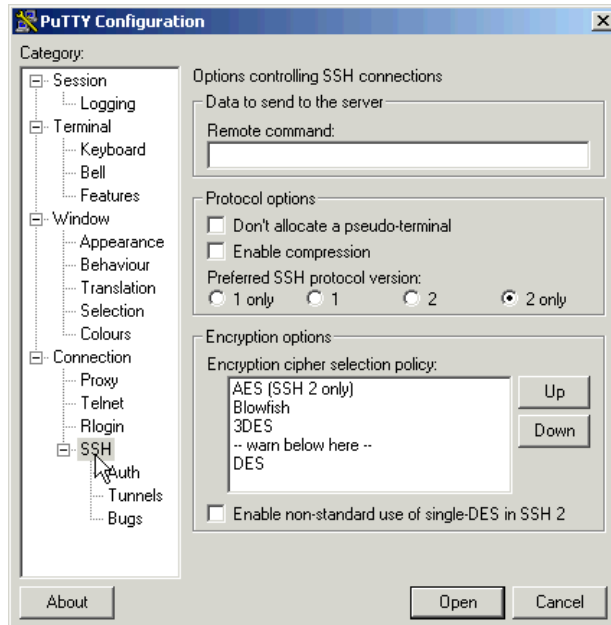 PuTTY Configuration
Category:
Session
Logging
Terminal
Keyboard
Bell
Features
Window
Appearance
Behaviour
Translation
Selection
Colours
Connection
Proxy
Telnet
Rlogin
SSH
Auth
Tunnels
Bugs
Options controlling SSH connections
Data to send to the server
Remote command:
Protocol options
Don't allocate a pseudo-terminal
Enable compression
Preferred SSH protocol version:
1 only 1 2 2 only
Encryption options
Encryption cipher selection policy:
AES (SSH 2 only)
Blowfish
3DES
-- warn below here --
DES
Up
Down
Enable non-standard use of single-DES in SSH 2
About Open Cancel